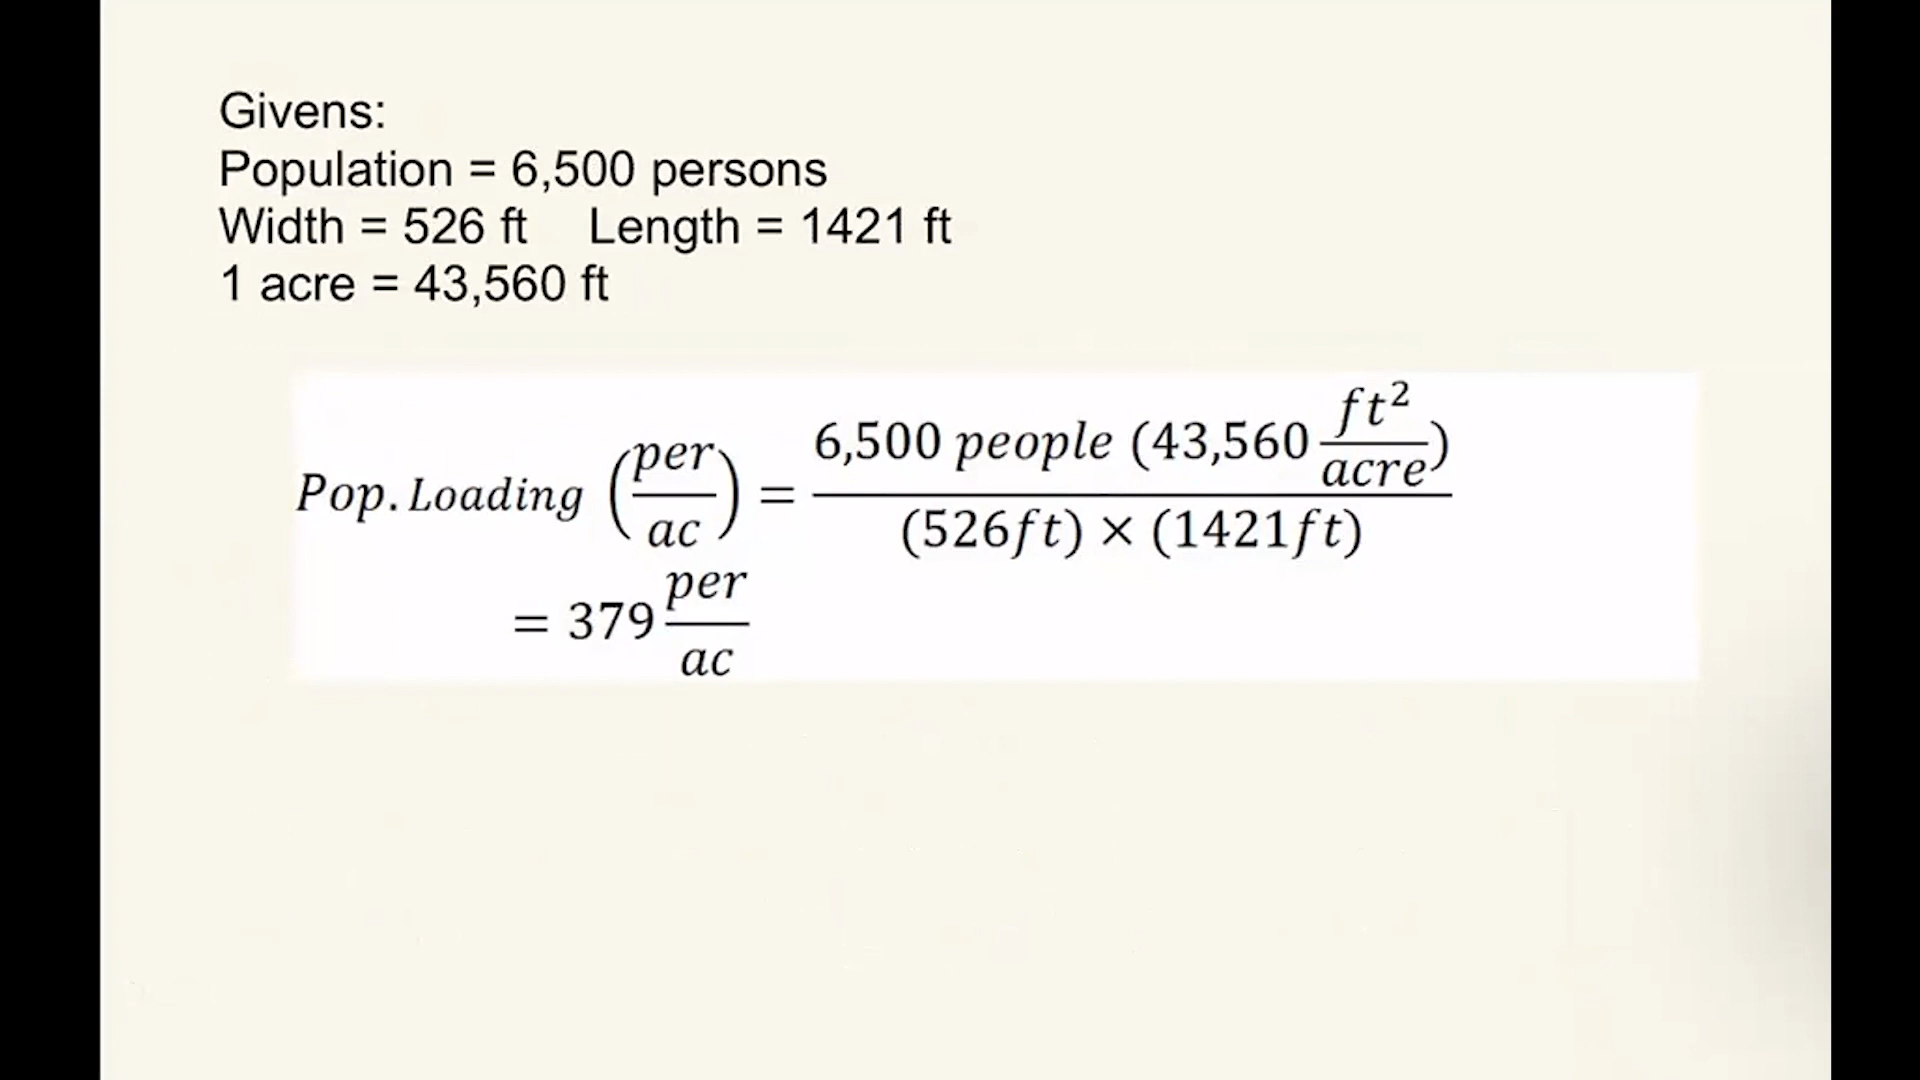 Givens:
Population = 6,500 persons
Width = 526 ft Length = 1421 ft
1 acre = 43,560 ft
Pop. Loading (per/ac) = 6,500 people (43,560 ft²/acre) / (526ft) × (1421ft)
= 379 per/ac